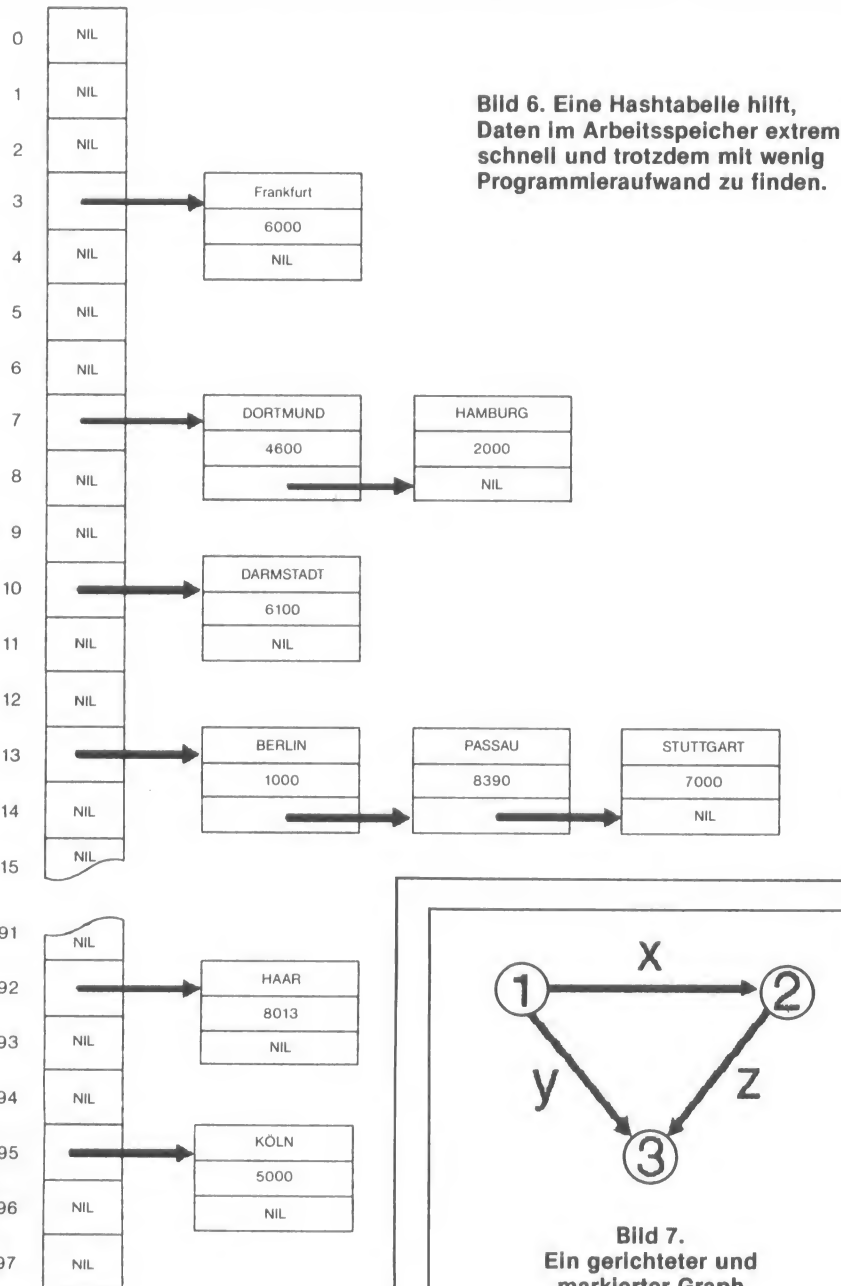 0 NIL
1 NIL
2 NIL
Bild 6. Eine Hashtabelle hilft,
Daten im Arbeitsspeicher extrem
schnell und trotzdem mit wenig
Programmieraufwand zu finden.
3
Frankfurt
6000
NIL
4 NIL
5 NIL
6 NIL
7
DORTMUND
4600
HAMBURG
2000
NIL
8 NIL
9 NIL
10
DARMSTADT
6100
NIL
11 NIL
12 NIL
13
BERLIN
1000
PASSAU
8390
STUTTGART
7000
NIL
14 NIL
15 NIL
91 NIL
92
HAAR
8013
NIL
93 NIL
94 NIL
95
KÖLN
5000
NIL
96 NIL
97 NIL
1 x 2
y z
3
Bild 7.
Ein gerichteter und
markierter Graph